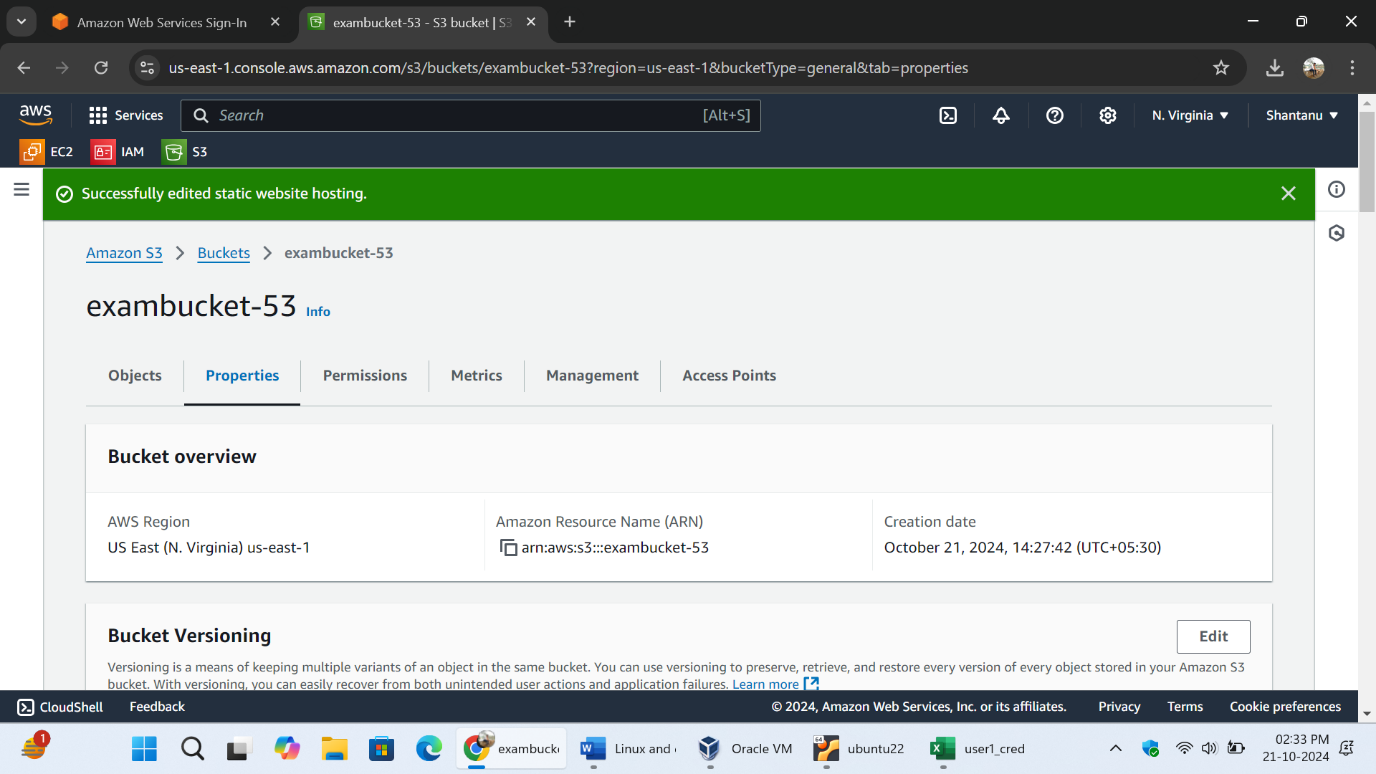 Amazon Web Services Sign-In
exambucket-53 - S3 bucket | S3
us-east-1.console.aws.amazon.com/s3/buckets/exambucket-53?region=us-east-1&bucketType=general&tab=properties
aws
Services
Search
[Alt+S]
N. Virginia
Shantanu
EC2
IAM
S3
Successfully edited static website hosting.
Amazon S3 > Buckets > exambucket-53
exambucket-53 Info
Objects
Properties
Permissions
Metrics
Management
Access Points
Bucket overview
AWS Region
US East (N. Virginia) us-east-1
Amazon Resource Name (ARN)
arn:aws:s3:::exambucket-53
Creation date
October 21, 2024, 14:27:42 (UTC+05:30)
Bucket Versioning
Edit
Versioning is a means of keeping multiple variants of an object in the same bucket. You can use versioning to preserve, retrieve, and restore every version of every object stored in your Amazon S3
bucket. With versioning, you can easily recover from both unintended user actions and application failures. Learn more
CloudShell
Feedback
© 2024, Amazon Web Services, Inc. or its affiliates.
Privacy
Terms
Cookie preferences
1
exambucke
Linux and
Oracle VM
64
ubuntu22
user1_cred
02:33 PM
21-10-2024